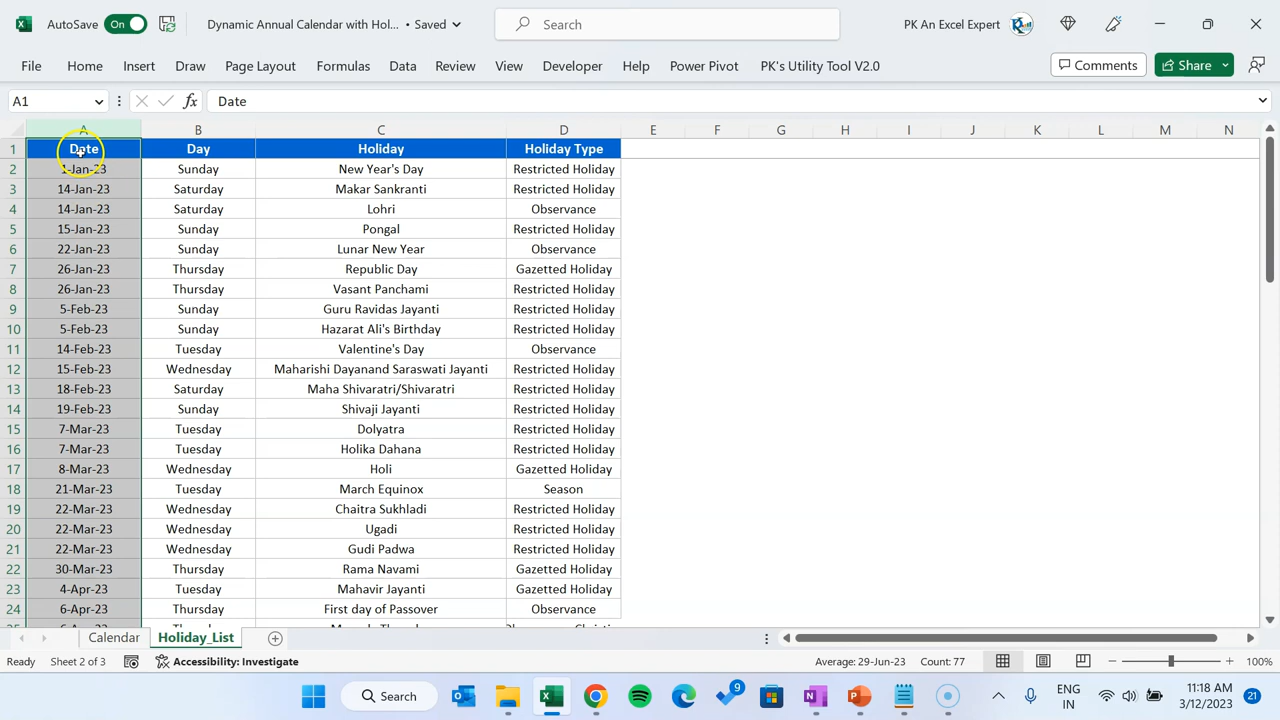 AutoSave On Dynamic Annual Calendar with Hol... • Saved Search PK An Excel Expert
File Home Insert Draw Page Layout Formulas Data Review View Developer Help Power Pivot PK's Utility Tool V2.0 Comments Share
A1 fx Date
A B C D E F G H I J K L M N
1 Date Day Holiday Holiday Type
2 1-Jan-23 Sunday New Year's Day Restricted Holiday
3 14-Jan-23 Saturday Makar Sankranti Restricted Holiday
4 14-Jan-23 Saturday Lohri Observance
5 15-Jan-23 Sunday Pongal Restricted Holiday
6 22-Jan-23 Sunday Lunar New Year Observance
7 26-Jan-23 Thursday Republic Day Gazetted Holiday
8 26-Jan-23 Thursday Vasant Panchami Restricted Holiday
9 5-Feb-23 Sunday Guru Ravidas Jayanti Restricted Holiday
10 5-Feb-23 Sunday Hazarat Ali's Birthday Restricted Holiday
11 14-Feb-23 Tuesday Valentine's Day Observance
12 15-Feb-23 Wednesday Maharishi Dayanand Saraswati Jayanti Restricted Holiday
13 18-Feb-23 Saturday Maha Shivaratri/Shivaratri Restricted Holiday
14 19-Feb-23 Sunday Shivaji Jayanti Restricted Holiday
15 7-Mar-23 Tuesday Dolyatra Restricted Holiday
16 7-Mar-23 Tuesday Holika Dahana Restricted Holiday
17 8-Mar-23 Wednesday Holi Gazetted Holiday
18 21-Mar-23 Tuesday March Equinox Season
19 22-Mar-23 Wednesday Chaitra Sukhladi Restricted Holiday
20 22-Mar-23 Wednesday Ugadi Restricted Holiday
21 22-Mar-23 Wednesday Gudi Padwa Restricted Holiday
22 30-Mar-23 Thursday Rama Navami Gazetted Holiday
23 4-Apr-23 Tuesday Mahavir Jayanti Gazetted Holiday
24 6-Apr-23 Thursday First day of Passover Observance
Calendar Holiday_List
Ready Sheet 2 of 3 Accessibility: Investigate Average: 29-Jun-23 Count: 77 100%
Search 9 ENG IN 11:18 AM 3/12/2023 21